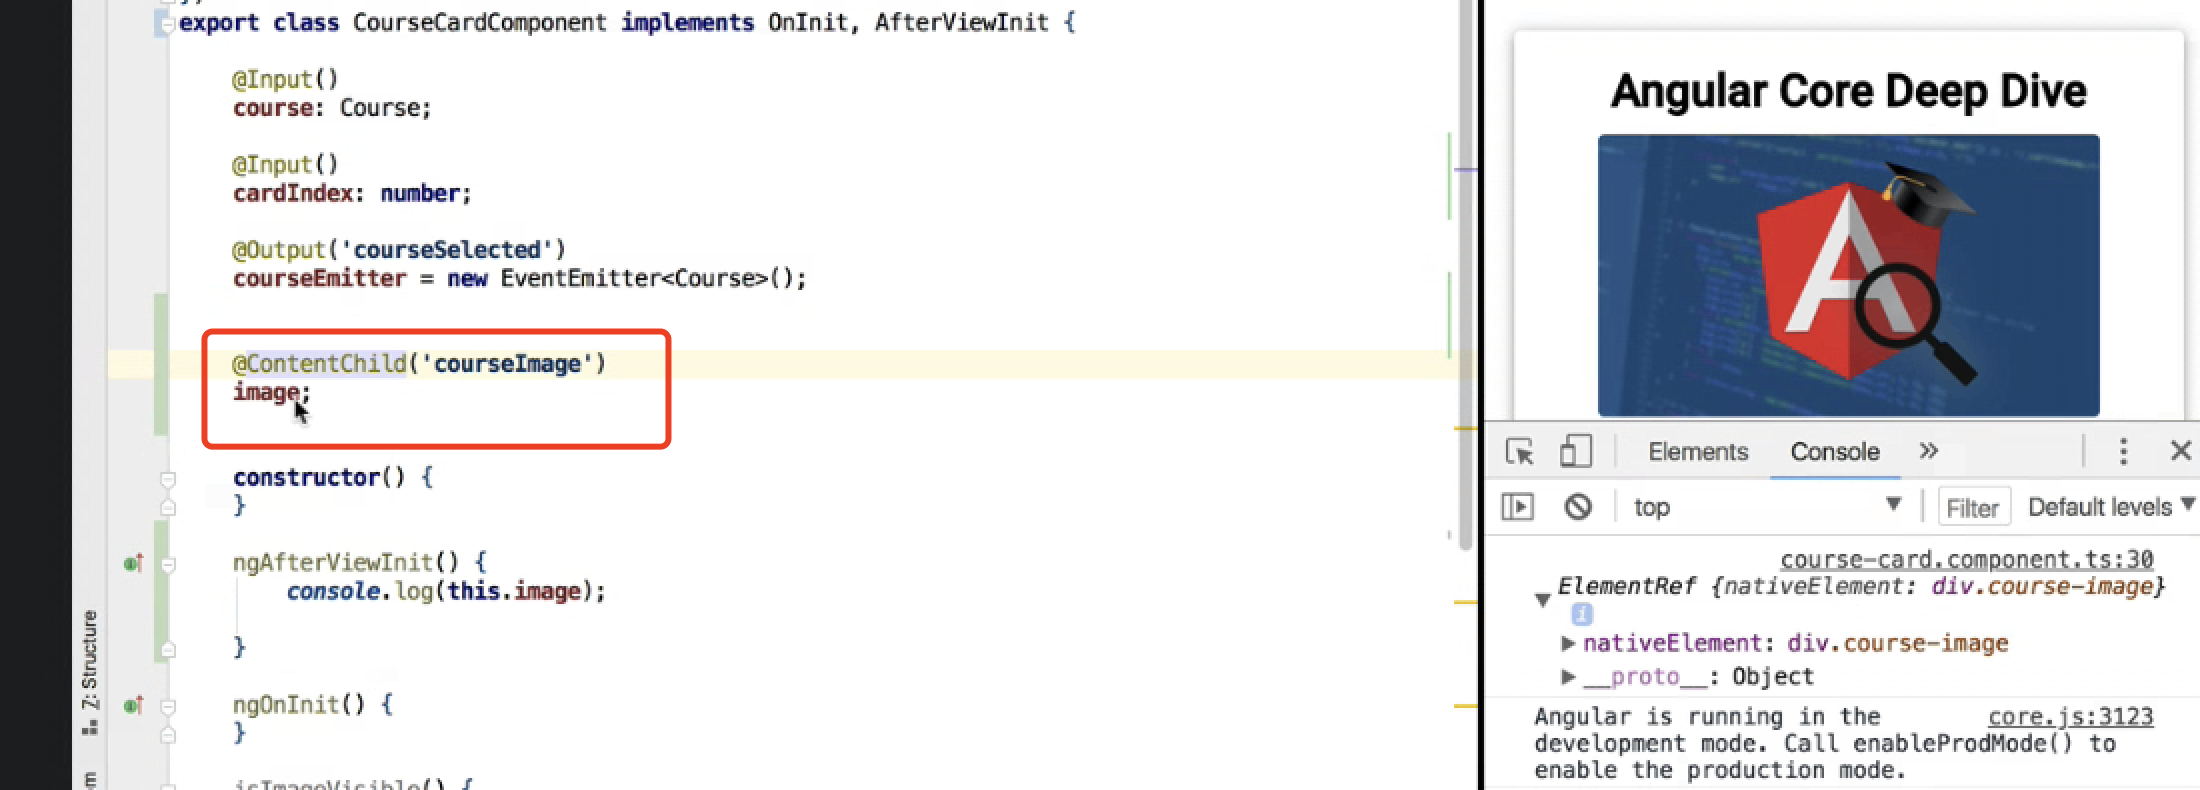 export class CourseCardComponent implements OnInit, AfterViewInit {
@Input()
course: Course;
@Input()
cardIndex: number;
@Output('courseSelected')
courseEmitter = new EventEmitter<Course>();
@ContentChild('courseImage')
image;
constructor() {
}
ngAfterViewInit() {
console.log(this.image);
}
ngOnInit() {
}
isImageVisible() {
Z: Structure
Angular Core Deep Dive
Elements Console »
top Filter Default levels
course-card.component.ts:30
ElementRef {nativeElement: div.course-image}
i
nativeElement: div.course-image
__proto__: Object
Angular is running in the core.js:3123
development mode. Call enableProdMode() to
enable the production mode.